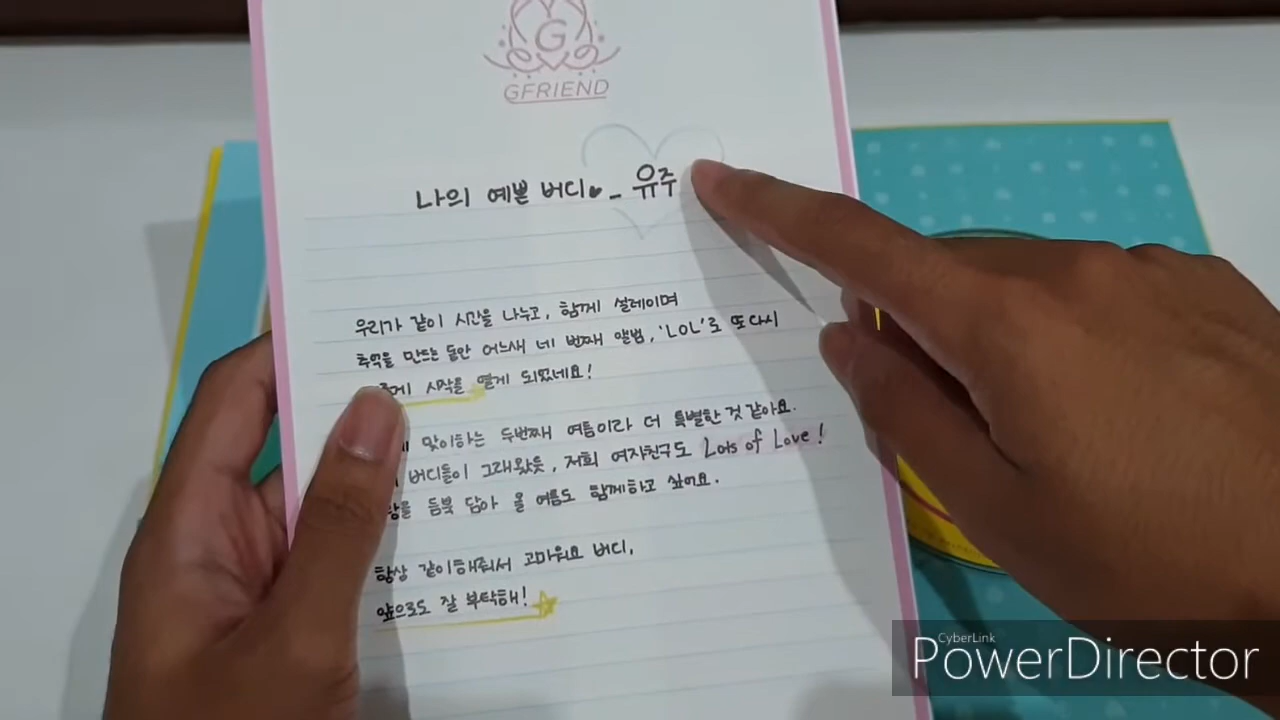 G
GFRIEND
나의 예쁜 버디♥ - 유주
우리가 같이 시간을 나누고, 함께 설레이며
추억을 만드는 동안 어느새 네 번째 앨범, 'LOL'로 또 다시
시작을 열게 되었네요!
맞이하는 두번째 여름이라 더 특별한 것 같아요.
버디들이 그래왔듯, 저희 여자친구도 Lots of Love!
듬뿍 담아 올 여름도 함께하고 싶어요.
항상 같이해줘서 고마워요 버디,
앞으로도 잘 부탁해!
CyberLink
PowerDirector